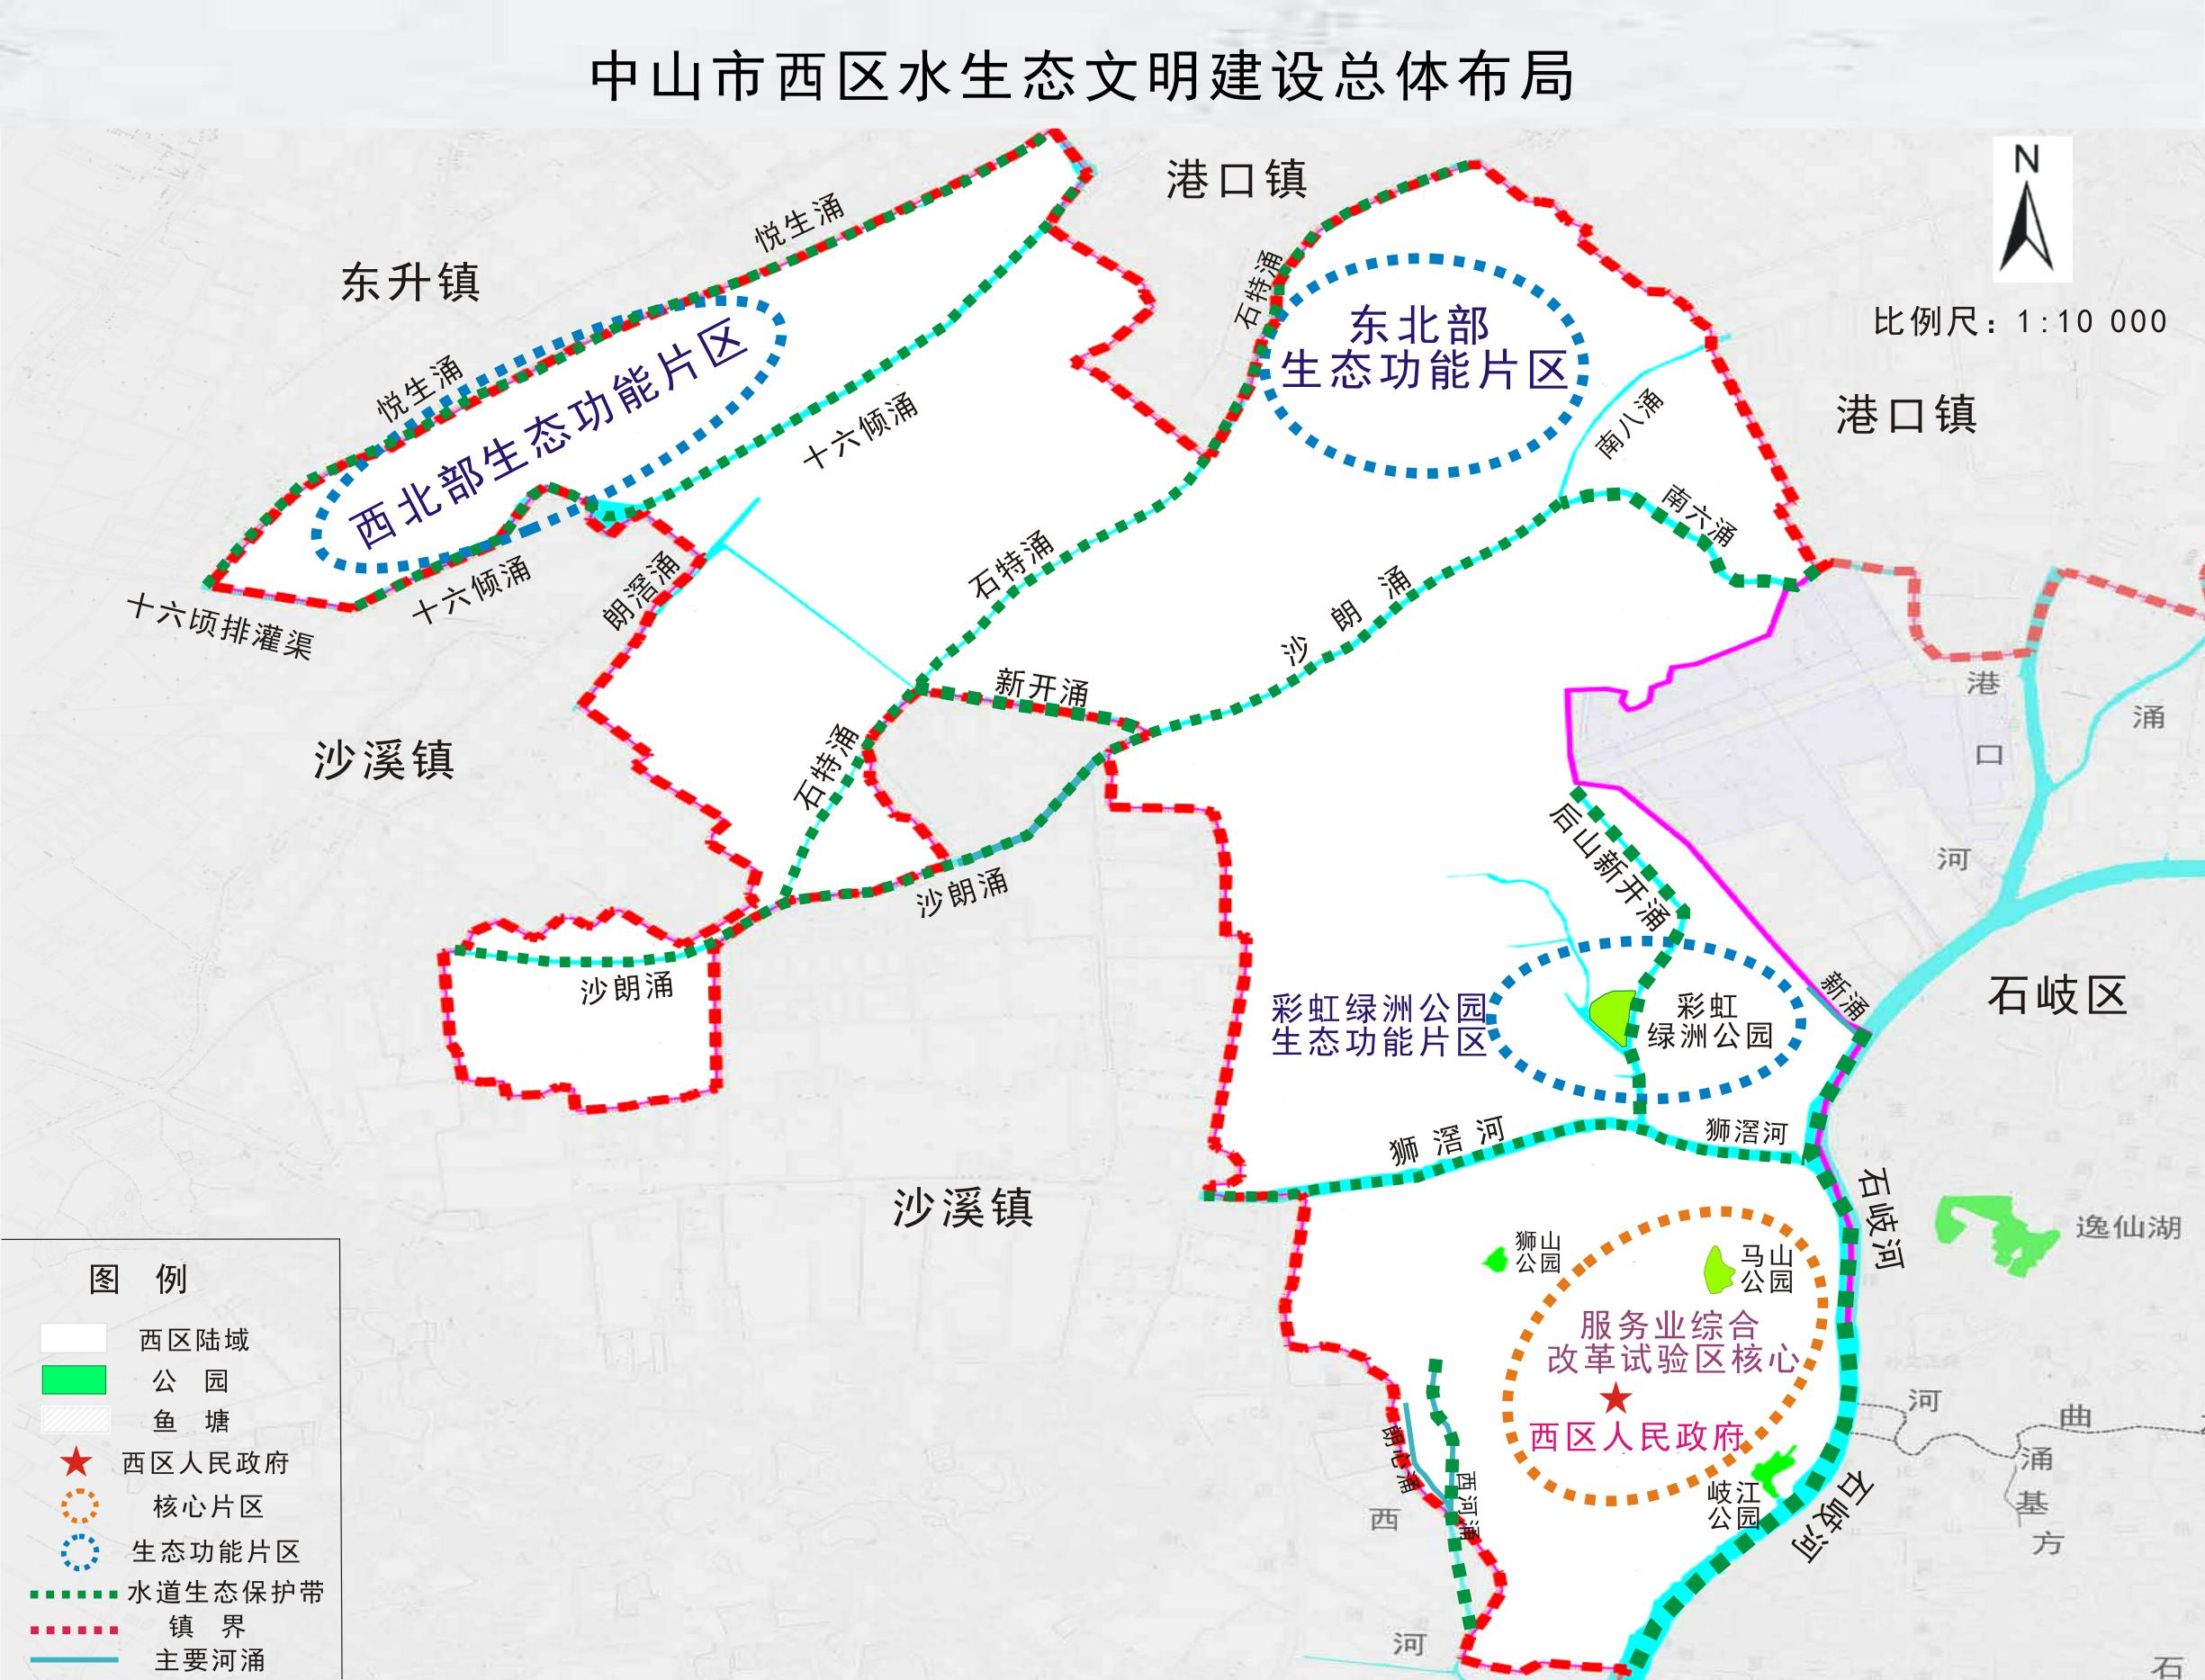 中山市西区水生态文明建设总体布局
港口镇
N
比例尺：1:10 000
东升镇
悦生涌
悦生涌
西北部生态功能片区
十六倾涌
十六倾涌
十六顷排灌渠
石特涌
东北部
生态功能片区
南八涌
港口镇
南六涌
朗滘涌
石特涌
沙朗涌
新开涌
石特涌
沙溪镇
沙朗涌
沙朗涌
港口河
涌
后山新开涌
新涌
石岐区
彩虹绿洲公园
生态功能片区
彩虹
绿洲公园
狮滘河
狮滘河
石岐河
沙溪镇
逸仙湖
狮山
公园
马山
公园
服务业综合
改革试验区核心
西区人民政府
岐江
公园
石岐河
朗心涌
西河涌
西
河
河
曲
涌
基
方
石
图 例
西区陆域
公 园
鱼 塘
西区人民政府
核心片区
生态功能片区
水道生态保护带
镇 界
主要河涌